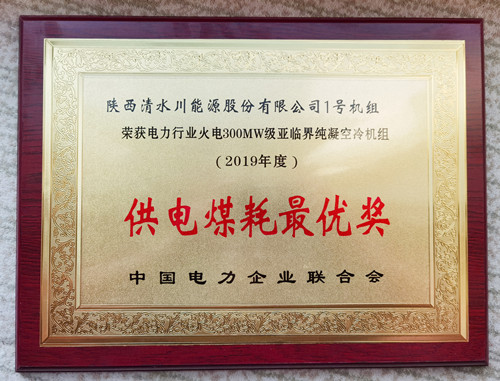 陕西清水川能源股份有限公司1号机组
荣获电力行业火电300MW级亚临界纯凝空冷机组
（2019年度）
供电煤耗最优奖
中国电力企业联合会